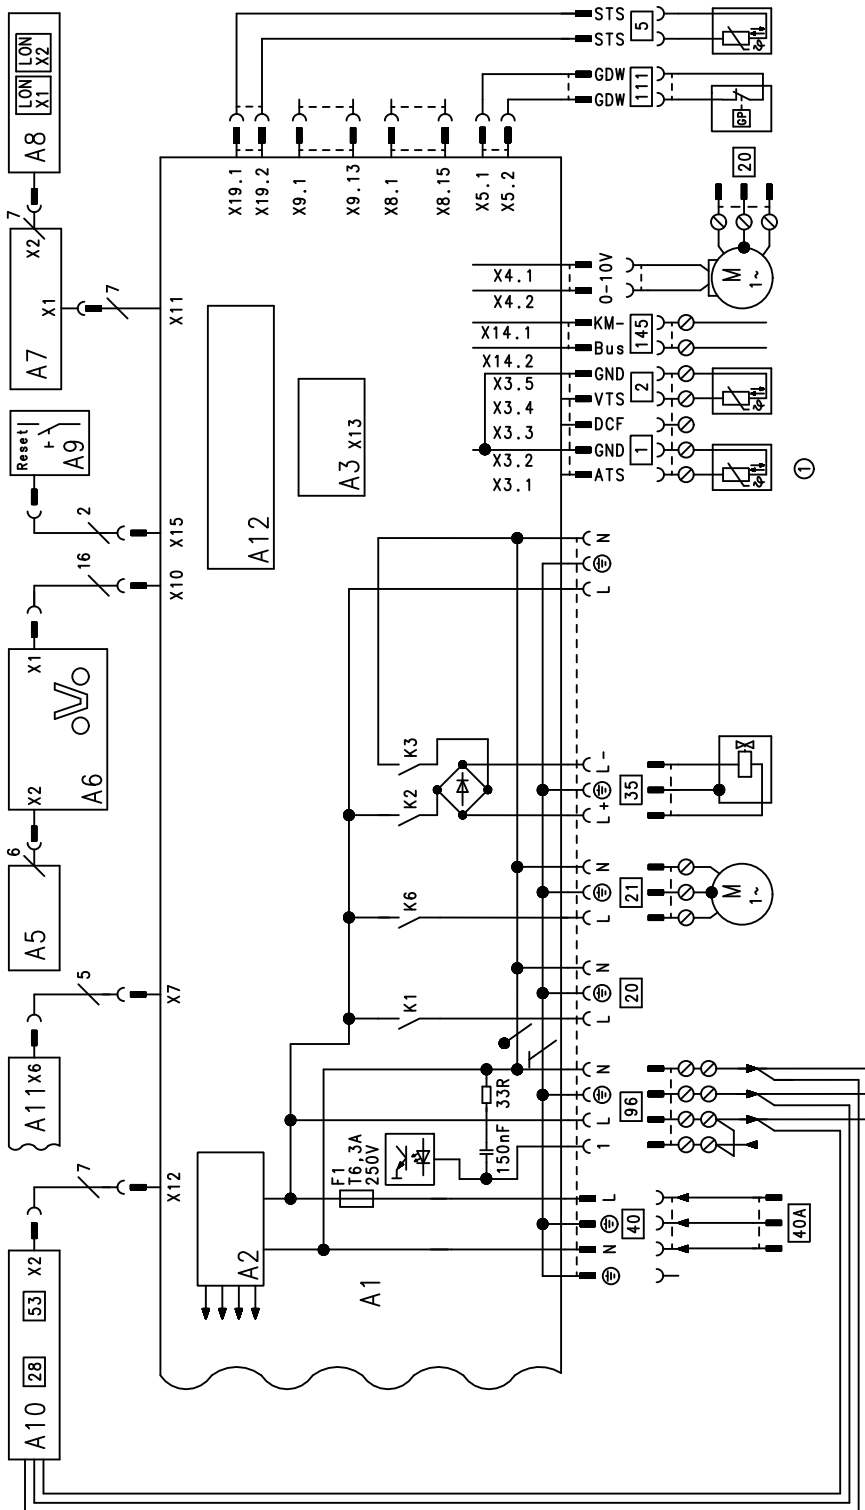 LON X2
LON X1
A8
7
X2
X1
A7
7
X11
Reset
A9
2
X15
16
X10
X1
X2
A6
6
A5
5
X7
A11
X6
7
X12
X2
53
28
A10
X19.1
X19.2
X9.1
X9.13
X8.1
X8.15
X5.1
X5.2
STS
STS
5
GDW
GDW
111
GP
20
M
1~
X4.1
X4.2
0-10V
X14.1
X14.2
KM-
Bus
145
X3.5
X3.4
X3.3
X3.2
X3.1
GND
VTS
DCF
GND
ATS
2
1
1
A12
A3 X13
N
L
K3
K2
L-
L+
35
K6
N
L
21
M
1~
K1
N
L
20
N
L
1
96
33R
150nF
F1
T6,3A
250V
A2
A1
L
N
40
40A